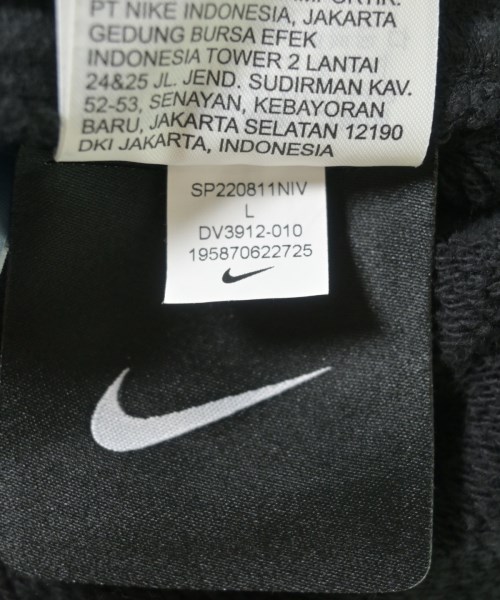 PT NIKE INDONESIA, JAKARTA
GEDUNG BURSA EFEK
INDONESIA TOWER 2 LANTAI
24&25 JL. JEND. SUDIRMAN KAV.
52-53, SENAYAN, KEBAYORAN
BARU, JAKARTA SELATAN 12190
DKI JAKARTA, INDONESIA
SP220811NIV
L
DV3912-010
195870622725